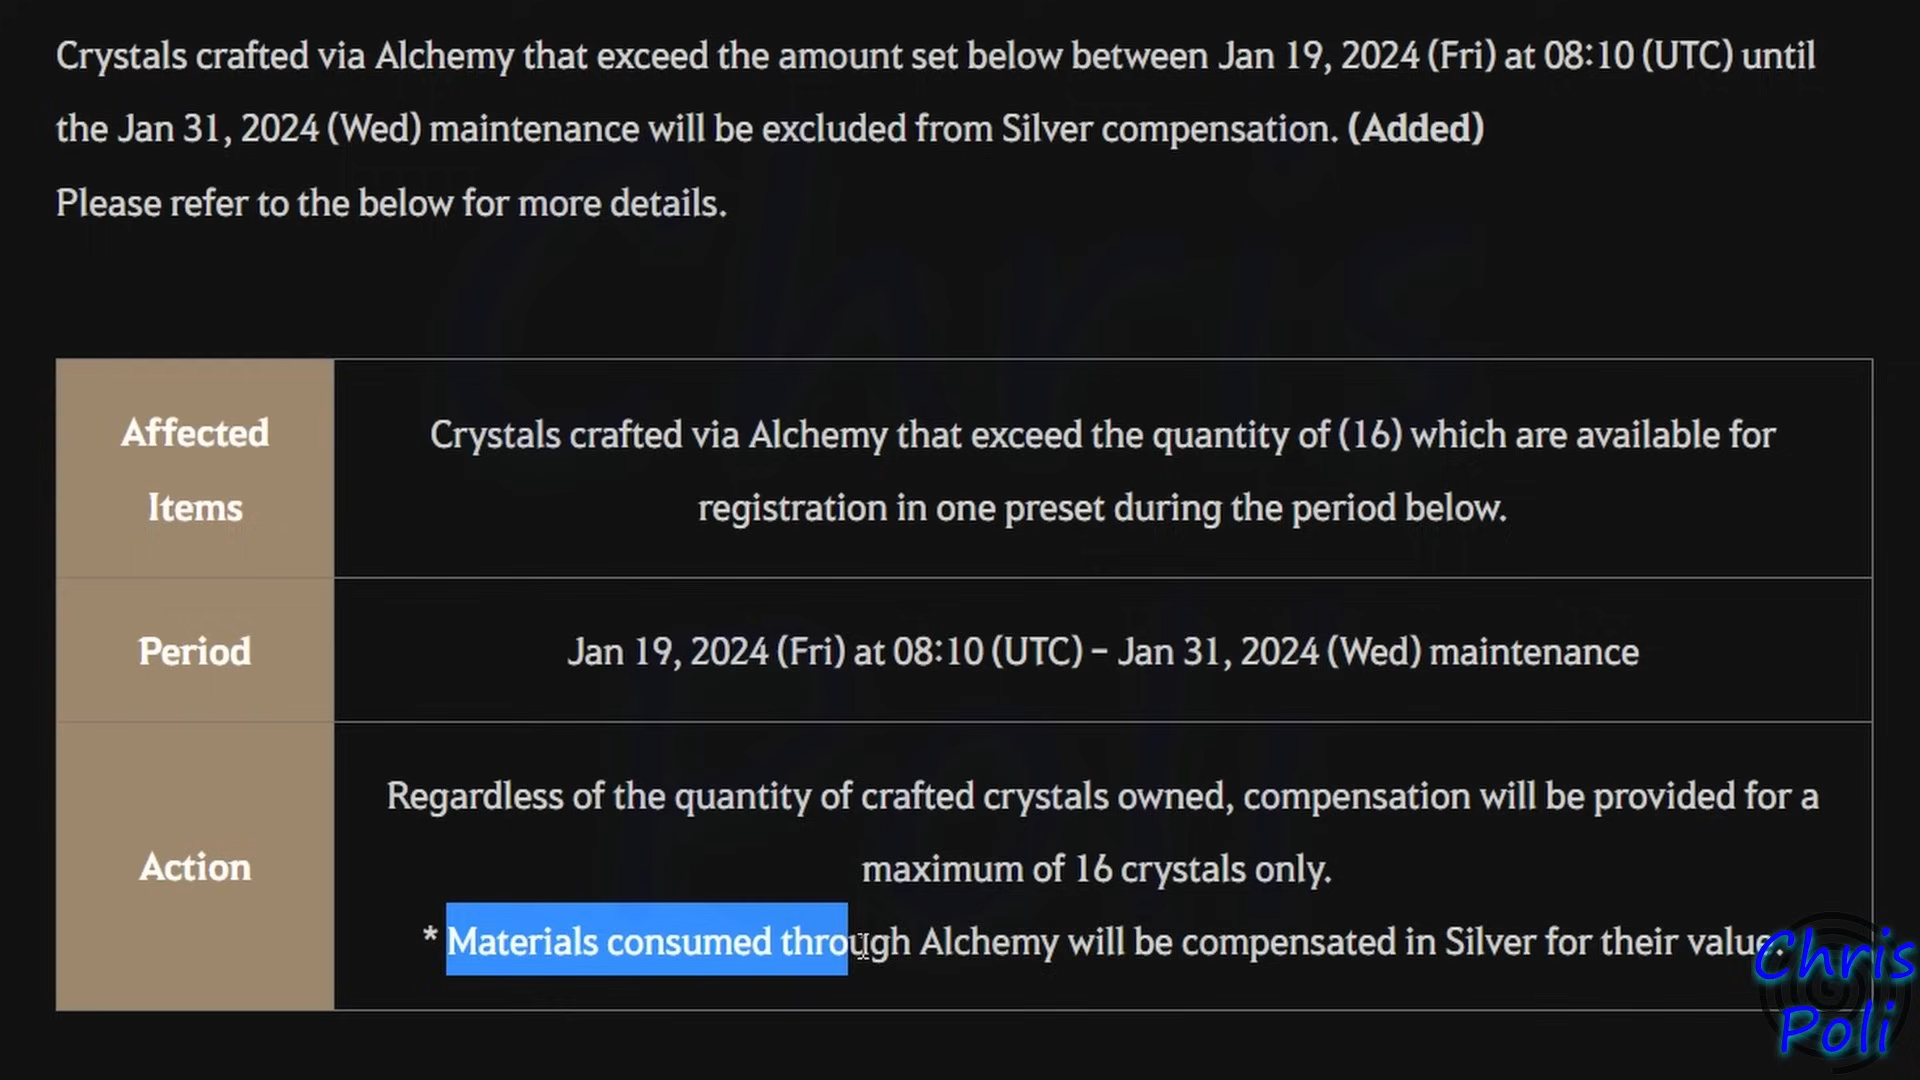 Crystals crafted via Alchemy that exceed the amount set below between Jan 19, 2024 (Fri) at 08:10 (UTC) until
the Jan 31, 2024 (Wed) maintenance will be excluded from Silver compensation. (Added)
Please refer to the below for more details.
Affected
Items
Crystals crafted via Alchemy that exceed the quantity of (16) which are available for
registration in one preset during the period below.
Period
Jan 19, 2024 (Fri) at 08:10 (UTC) – Jan 31, 2024 (Wed) maintenance
Action
Regardless of the quantity of crafted crystals owned, compensation will be provided for a
maximum of 16 crystals only.
* Materials consumed through Alchemy will be compensated in Silver for their value.
Chris
Poli